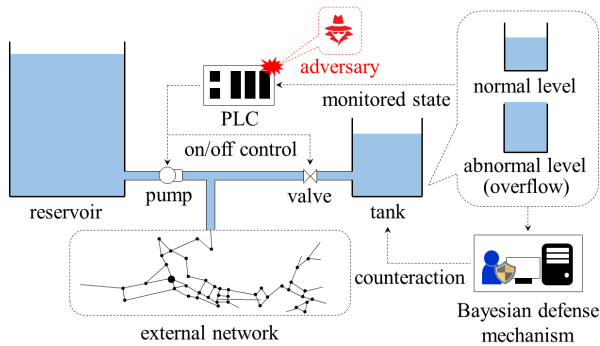 adversary
normal level
monitored state
PLC
on/off control
abnormal level
(overflow)
pump
valve
reservoir
tank
counteraction
Bayesian defense
mechanism
external network